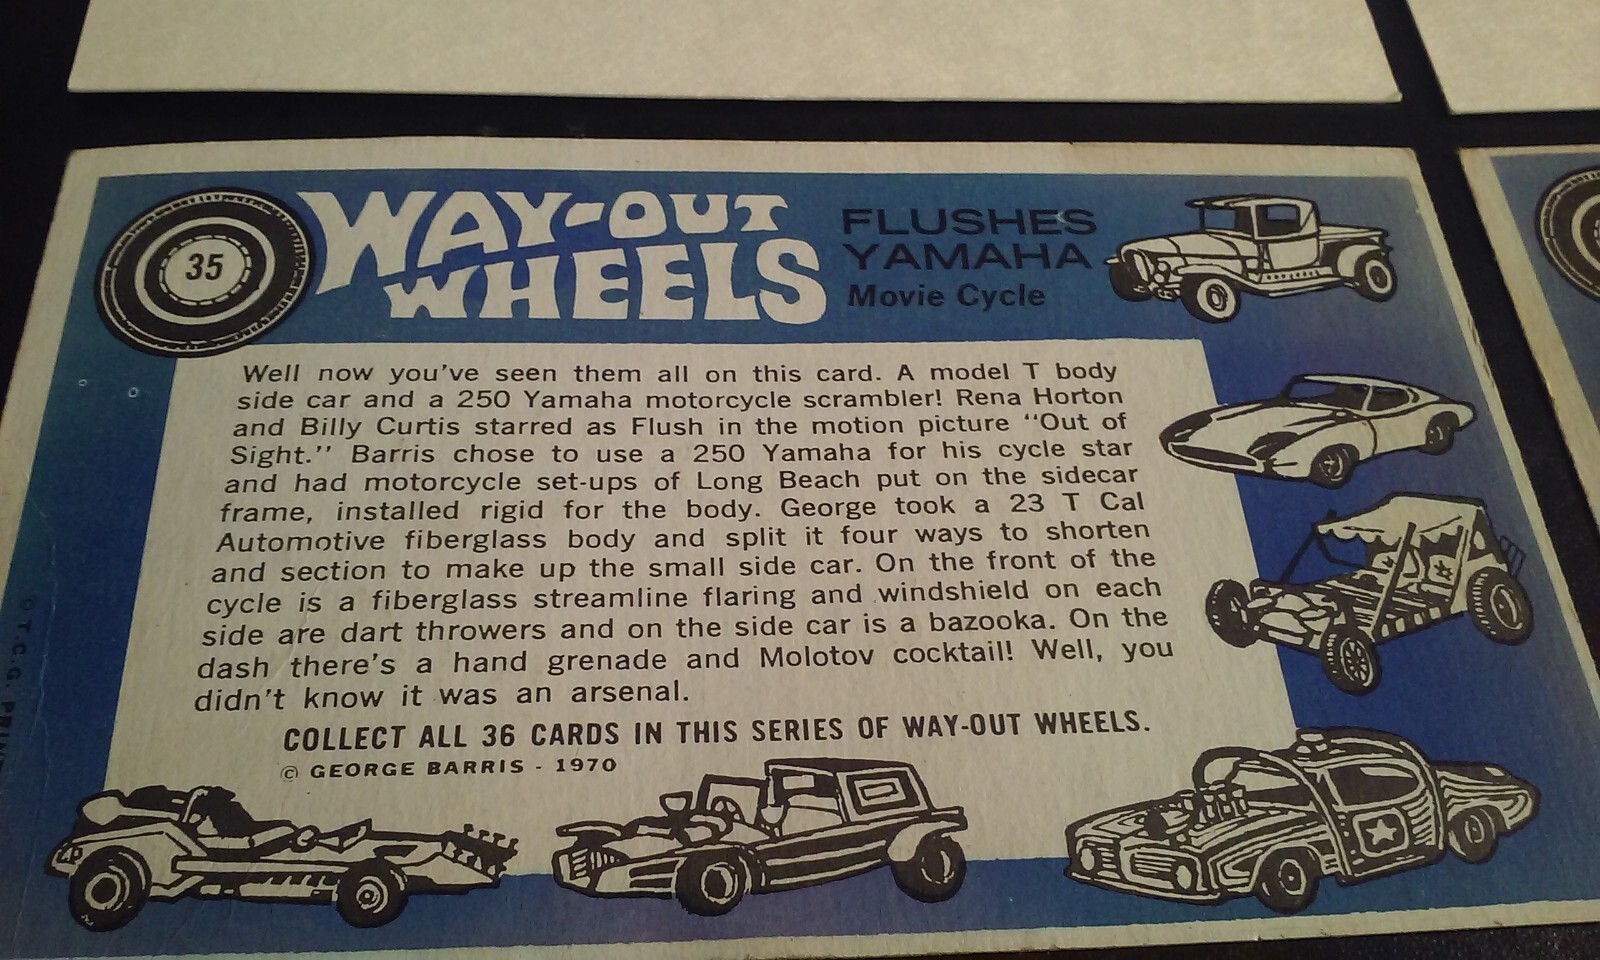 35
WAY-OUT
WHEELS
FLUSHES
YAMAHA
Movie Cycle
Well now you've seen them all on this card. A model T body
side car and a 250 Yamaha motorcycle scrambler! Rena Horton
and Billy Curtis starred as Flush in the motion picture "Out of
Sight." Barris chose to use a 250 Yamaha for his cycle star
and had motorcycle set-ups of Long Beach put on the sidecar
frame, installed rigid for the body. George took a 23 T Cal
Automotive fiberglass body and split it four ways to shorten
and section to make up the small side car. On the front of the
cycle is a fiberglass streamline flaring and windshield on each
side are dart throwers and on the side car is a bazooka. On the
dash there's a hand grenade and Molotov cocktail! Well, you
didn't know it was an arsenal.
COLLECT ALL 36 CARDS IN THIS SERIES OF WAY-OUT WHEELS.
© GEORGE BARRIS - 1970
© T.C.G.